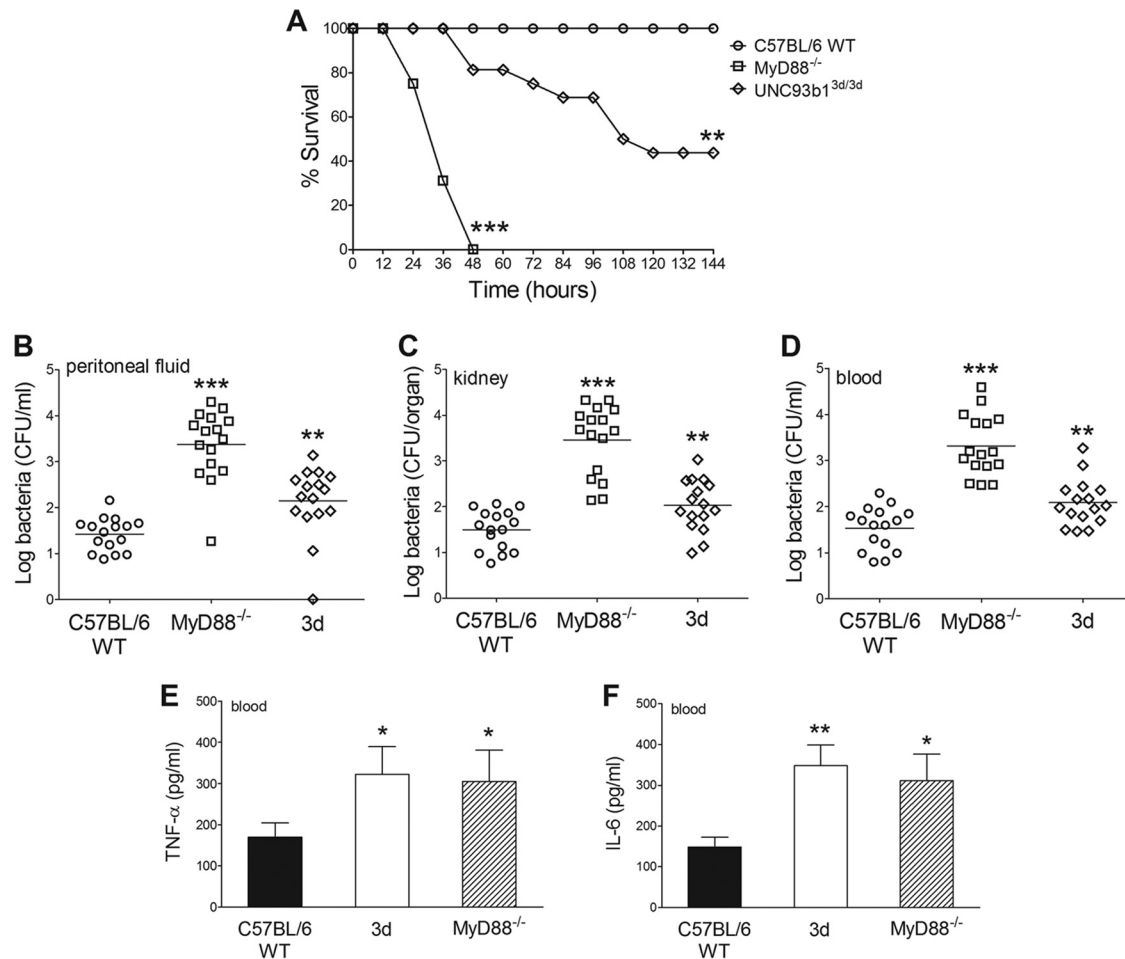 A
% Survival
100
80
60
40
20
0
0 12 24 36 48 60 72 84 96 108 120 132 144
Time (hours)
***
**
C57BL/6 WT
MyD88-/-
UNC93b13d/3d
B
peritoneal fluid
Log bacteria (CFU/ml)
5
4
3
2
1
0
***
**
C57BL/6 WT
MyD88-/-
3d
C
kidney
Log bacteria (CFU/organ)
5
4
3
2
1
0
***
**
C57BL/6 WT
MyD88-/-
3d
D
blood
Log bacteria (CFU/ml)
5
4
3
2
1
0
***
**
C57BL/6 WT
MyD88-/-
3d
E
blood
TNF-α (pg/ml)
500
400
300
200
100
0
*
*
C57BL/6 WT
3d
MyD88-/-
F
blood
IL-6 (pg/ml)
500
400
300
200
100
0
**
*
C57BL/6 WT
3d
MyD88-/-